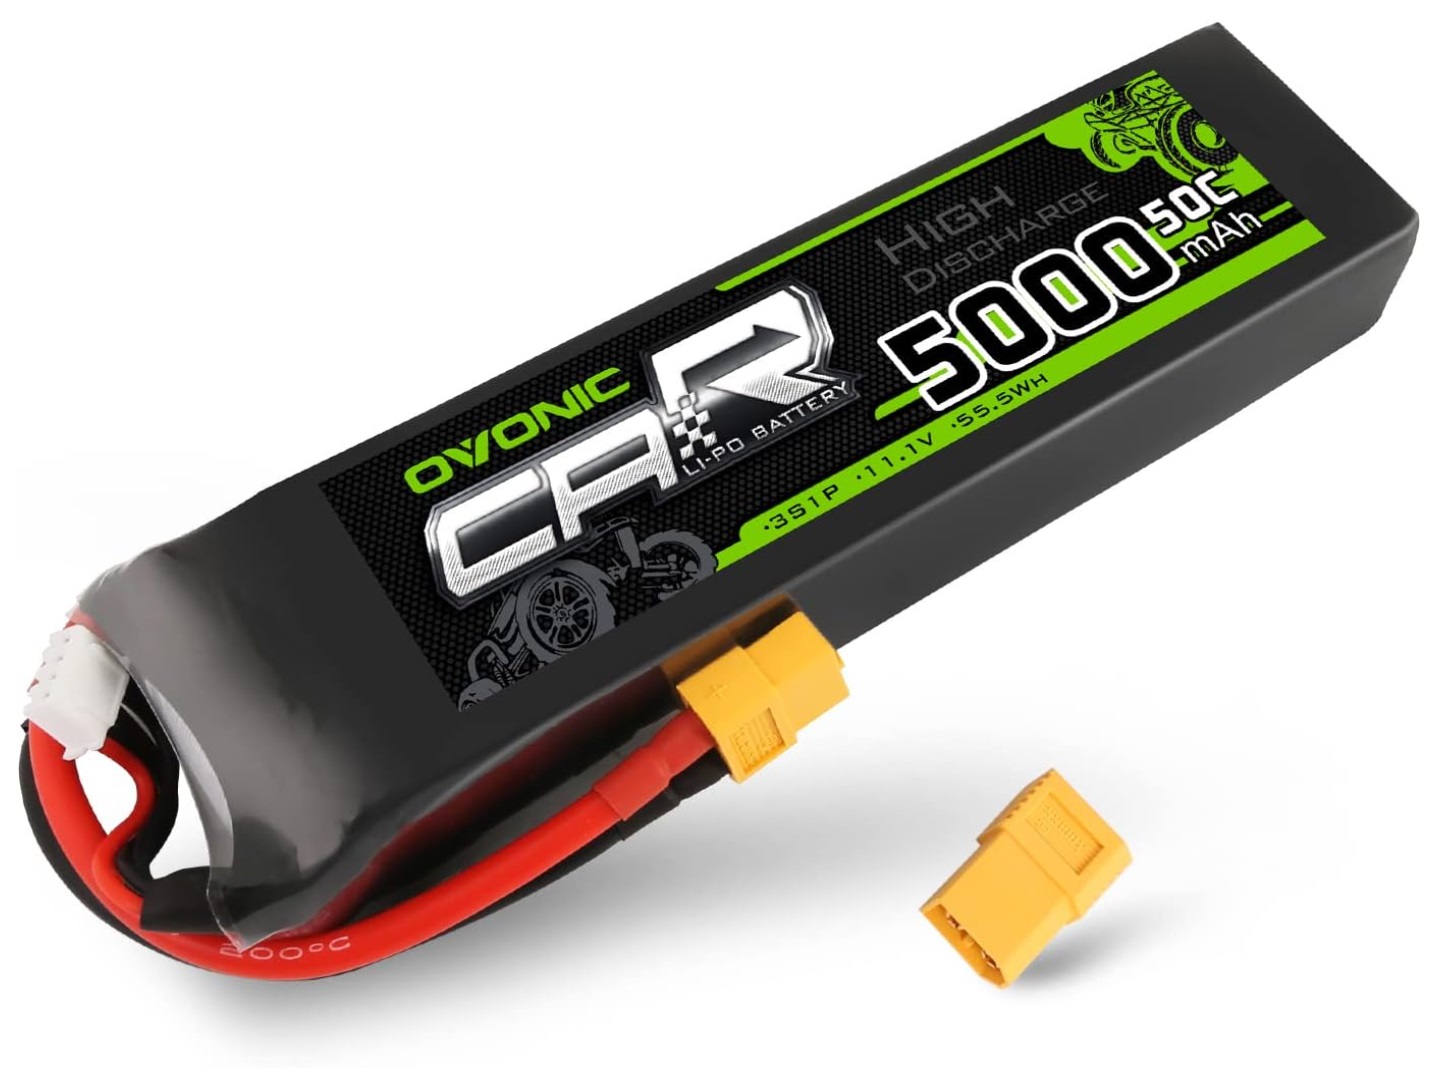 OVONIC
CAR
LI-PO BATTERY
HIGH
DISCHARGE
5000
50C
mAh
·3S1P ·11.1V ·55.5WH
200°C